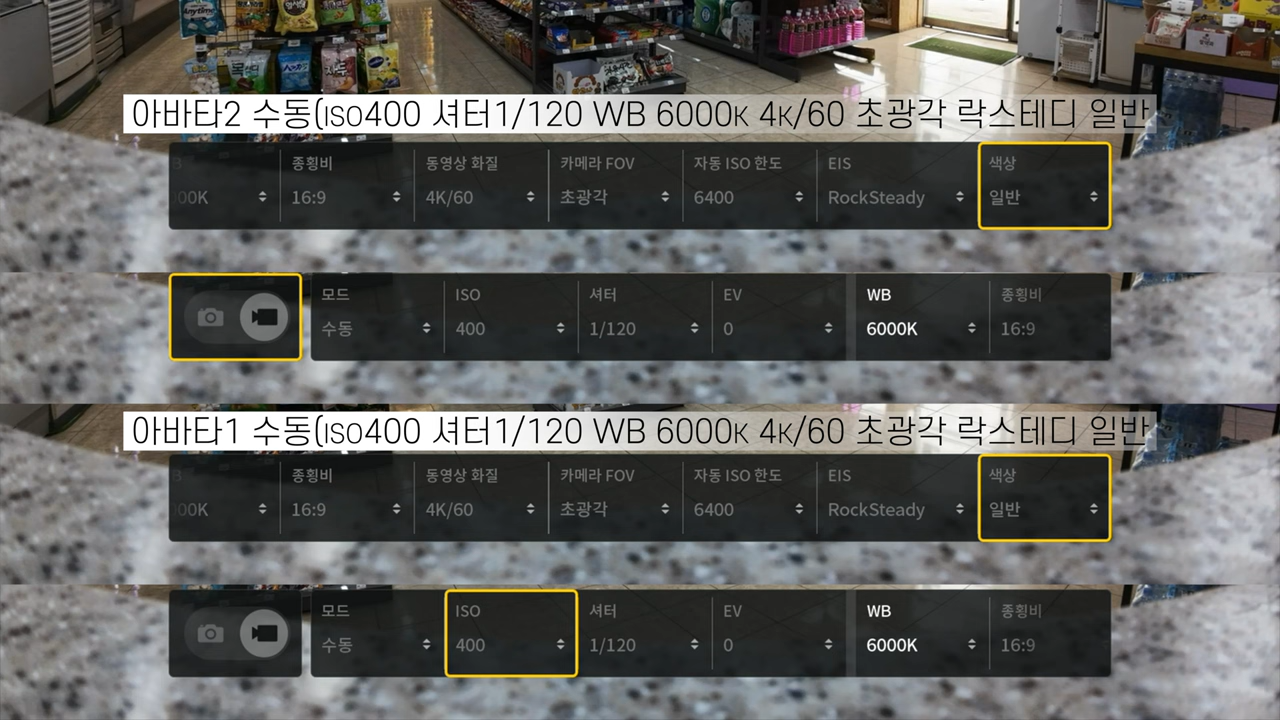 Anytime
아바타2 수동(ISO400 셔터1/120 WB 6000K 4K/60 초광각 락스테디 일반
종횡비 동영상 화질 카메라 FOV 자동 ISO 한도 EIS 색상
00K 16:9 4K/60 초광각 6400 RockSteady 일반
모드 ISO 셔터 EV WB 종횡비
수동 400 1/120 0 6000K 16:9
아바타1 수동(ISO400 셔터1/120 WB 6000K 4K/60 초광각 락스테디 일반
종횡비 동영상 화질 카메라 FOV 자동 ISO 한도 EIS 색상
00K 16:9 4K/60 초광각 6400 RockSteady 일반
모드 ISO 셔터 EV WB 종횡비
수동 400 1/120 0 6000K 16:9